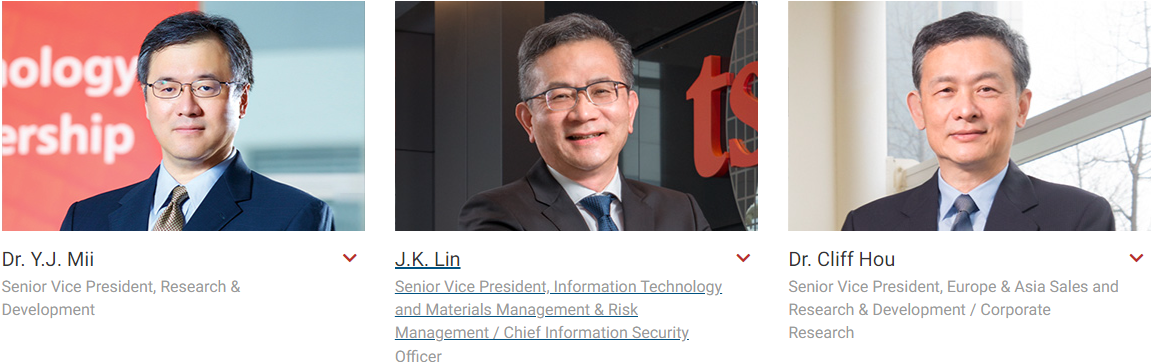 nology
ership
ts
Dr. Y.J. Mii
Senior Vice President, Research &
Development
J.K. Lin
Senior Vice President, Information Technology
and Materials Management & Risk
Management / Chief Information Security
Officer
Dr. Cliff Hou
Senior Vice President, Europe & Asia Sales and
Research & Development / Corporate
Research